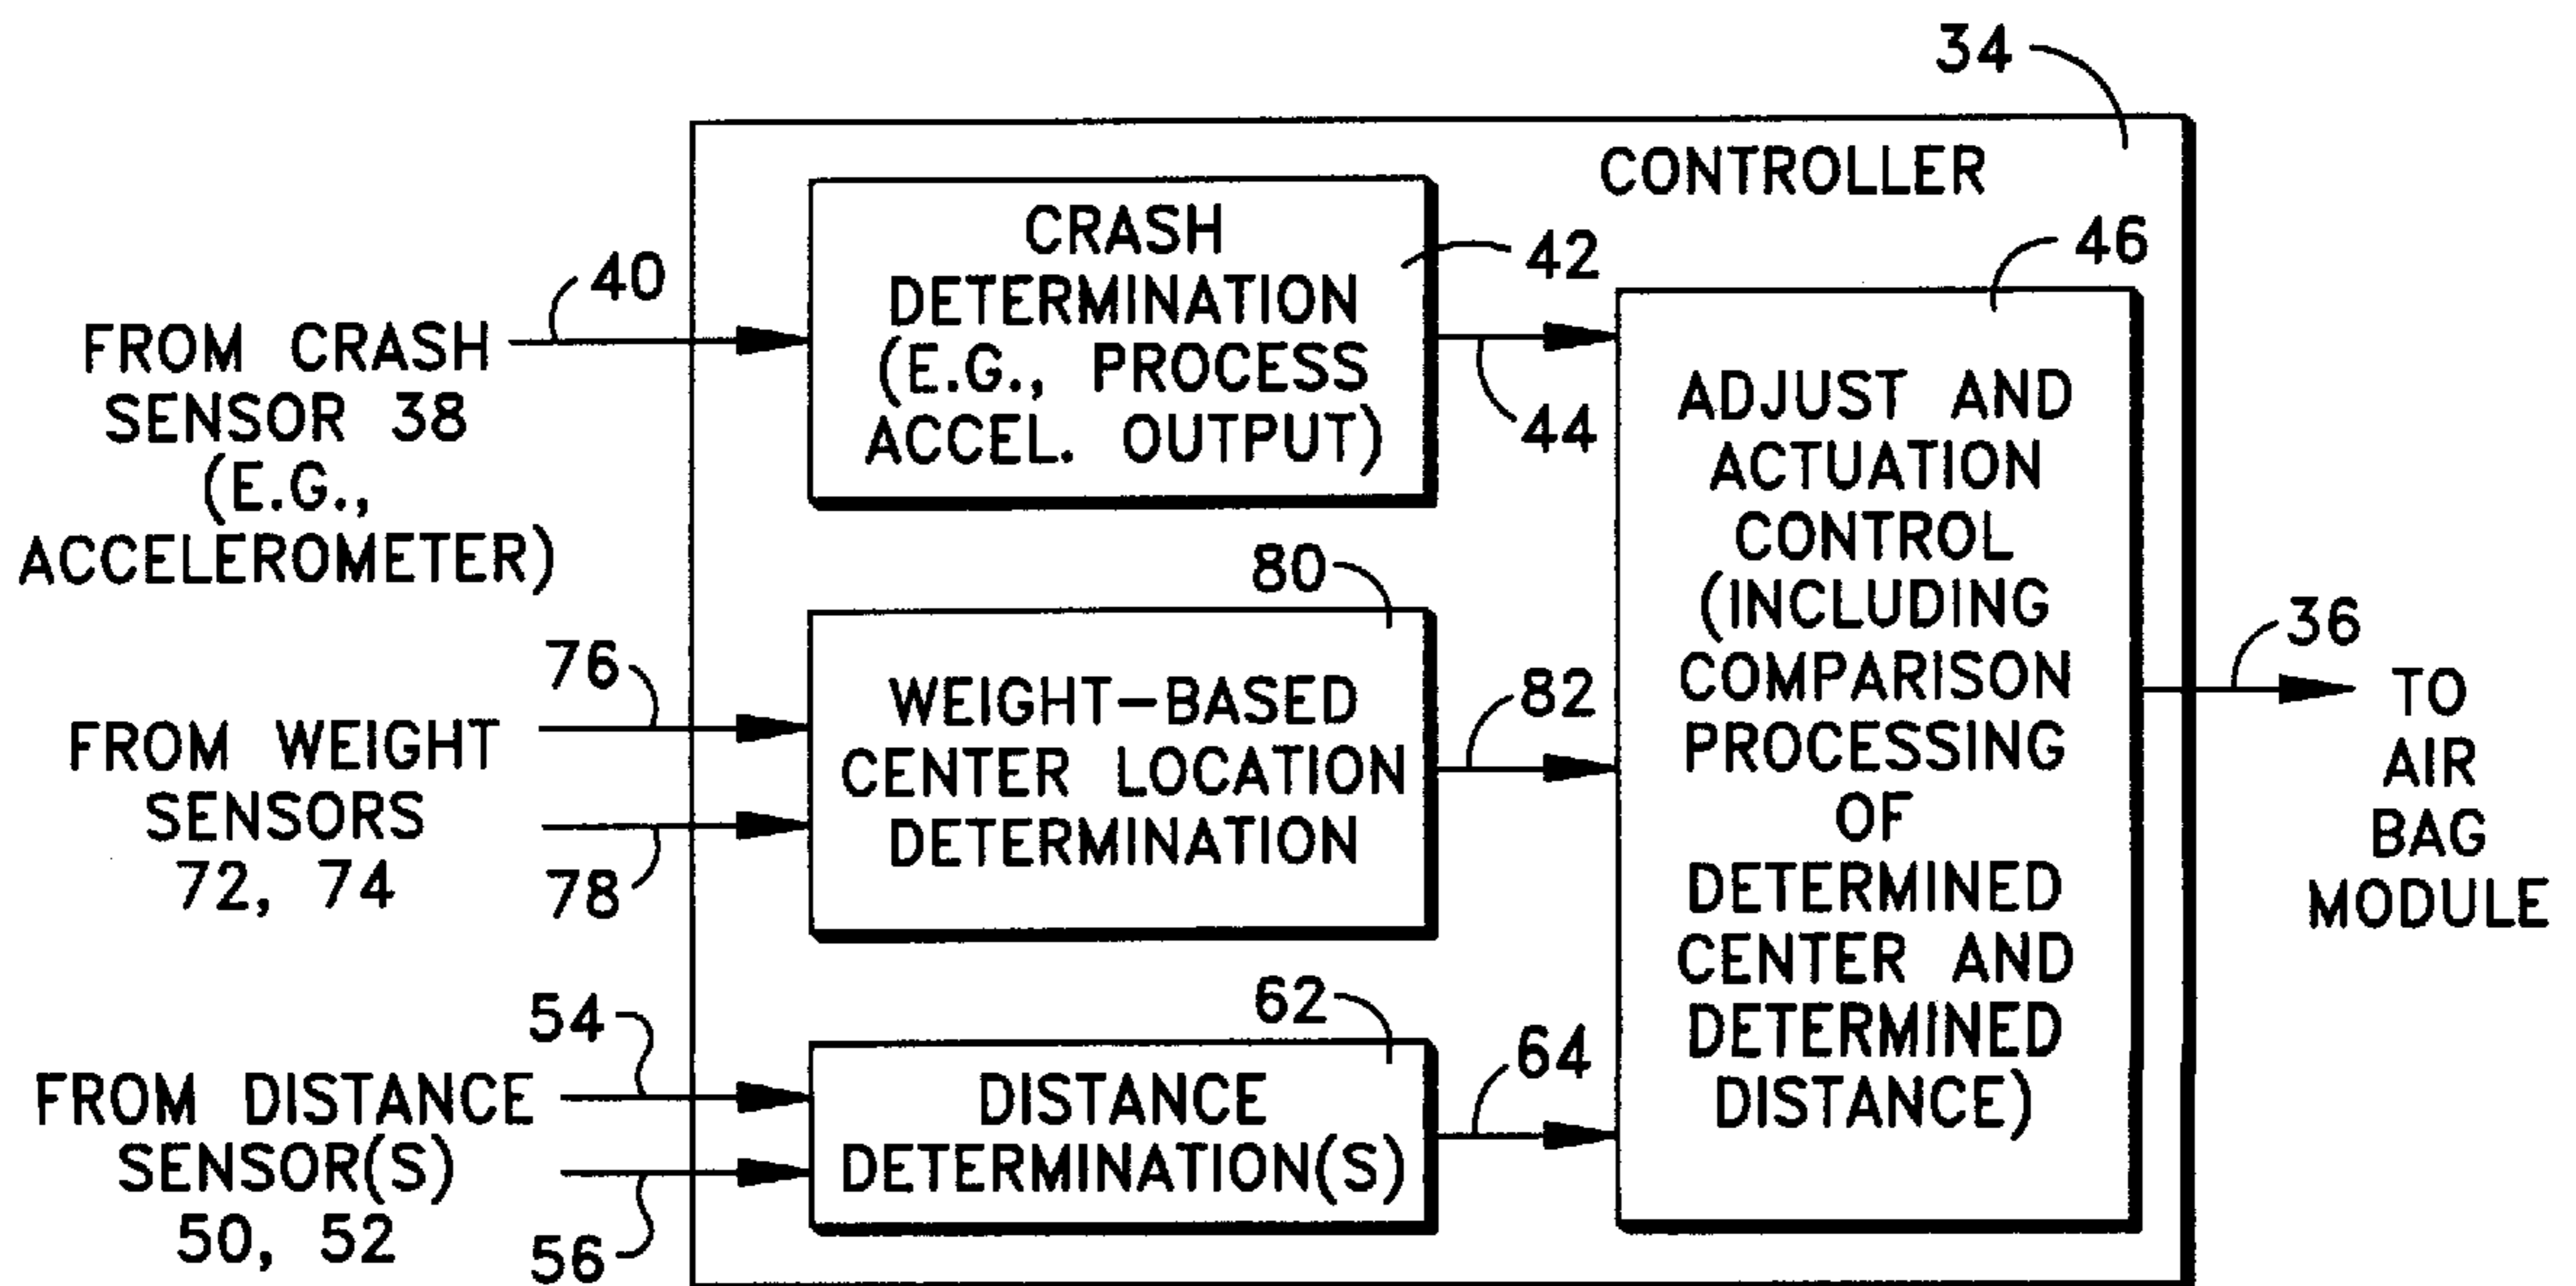 34
CONTROLLER
40
FROM CRASH
SENSOR 38
(E.G.,
ACCELEROMETER)
CRASH
DETERMINATION
(E.G., PROCESS
ACCEL. OUTPUT)
42
44
46
76
FROM WEIGHT
SENSORS
72, 74
78
80
WEIGHT-BASED
CENTER LOCATION
DETERMINATION
82
54
FROM DISTANCE
SENSOR(S)
50, 52
56
62
DISTANCE
DETERMINATION(S)
64
ADJUST AND
ACTUATION
CONTROL
(INCLUDING
COMPARISON
PROCESSING
OF
DETERMINED
CENTER AND
DETERMINED
DISTANCE)
36
TO
AIR
BAG
MODULE